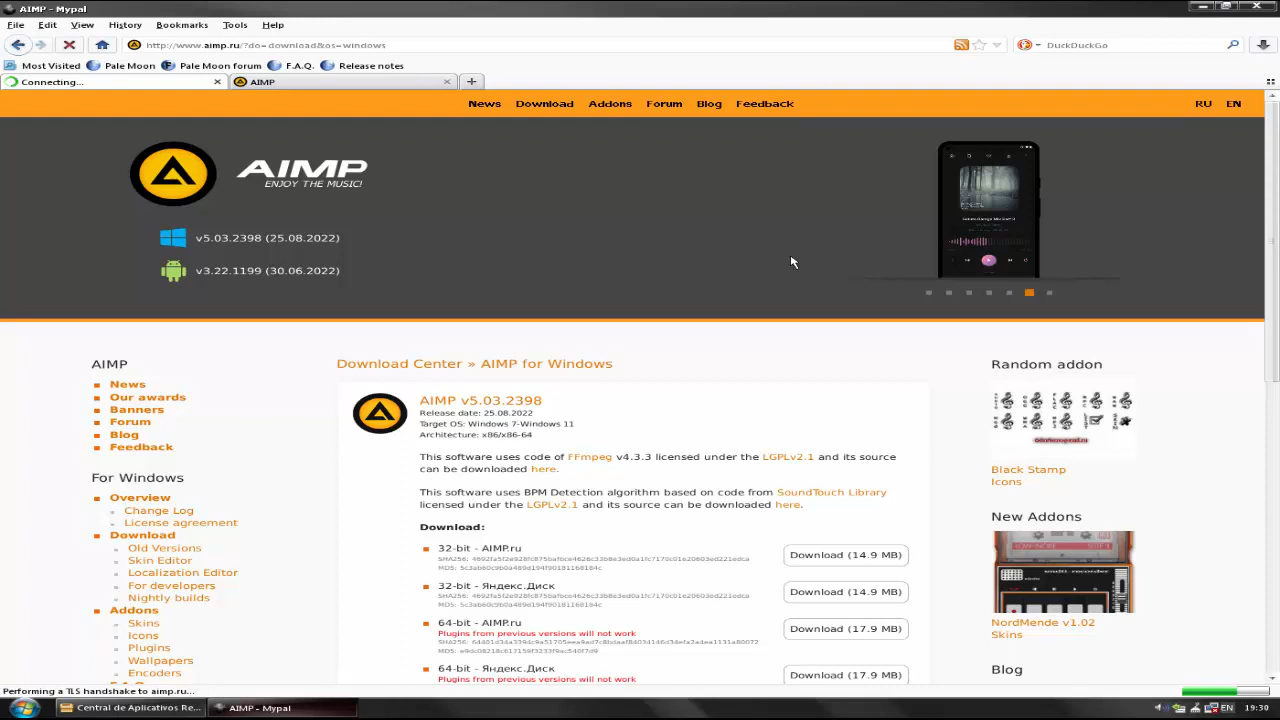 AIMP - Mypal
File Edit View History Bookmarks Tools Help
http://www.aimp.ru/?do=download&os=windows
DuckDuckGo
Most Visited Pale Moon Pale Moon forum F.A.Q. Release notes
Connecting... AIMP
News Download Addons Forum Blog Feedback RU EN
AIMP
ENJOY THE MUSIC!
v5.03.2398 (25.08.2022)
v3.22.1199 (30.06.2022)
AIMP
News
Our awards
Banners
Forum
Blog
Feedback
For Windows
Overview
Change Log
License agreement
Download
Old Versions
Skin Editor
Localization Editor
For developers
Nightly builds
Addons
Skins
Icons
Plugins
Wallpapers
Encoders
Download Center » AIMP for Windows
AIMP v5.03.2398
Release date: 25.08.2022
Target OS: Windows 7-Windows 11
Architecture: x86/x86-64
This software uses code of FFmpeg v4.3.3 licensed under the LGPLv2.1 and its source
can be downloaded here.
This software uses BPM Detection algorithm based on code from SoundTouch Library
licensed under the LGPLv2.1 and its source can be downloaded here.
Download:
32-bit - AIMP.ru
Download (14.9 MB)
SHA256:
MD5:
32-bit - Яндекс.Диск
Download (14.9 MB)
SHA256:
MD5:
64-bit - AIMP.ru
Download (17.9 MB)
Plugins from previous versions will not work
SHA256:
MD5:
64-bit - Яндекс.Диск
Download (17.9 MB)
Plugins from previous versions will not work
Random addon
Black Stamp
Icons
New Addons
NordMende v1.02
Skins
Blog
Performing a TLS handshake to aimp.ru...
Central de Aplicativos Re... AIMP - Mypal EN 19:30